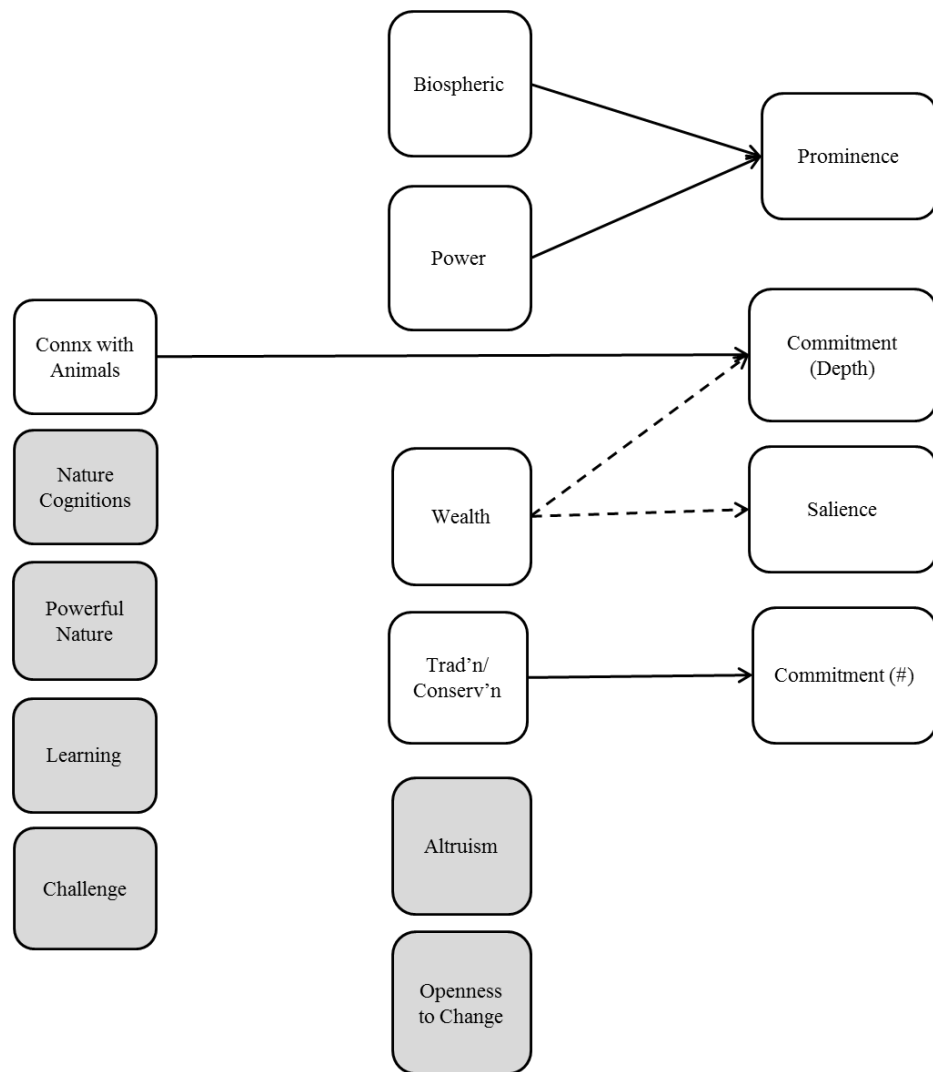 Biospheric
Prominence
Power
Connx with
Animals
Commitment
(Depth)
Nature
Cognitions
Wealth
Salience
Powerful
Nature
Trad’n/
Conserv’n
Commitment (#)
Learning
Altruism
Challenge
Openness
to Change